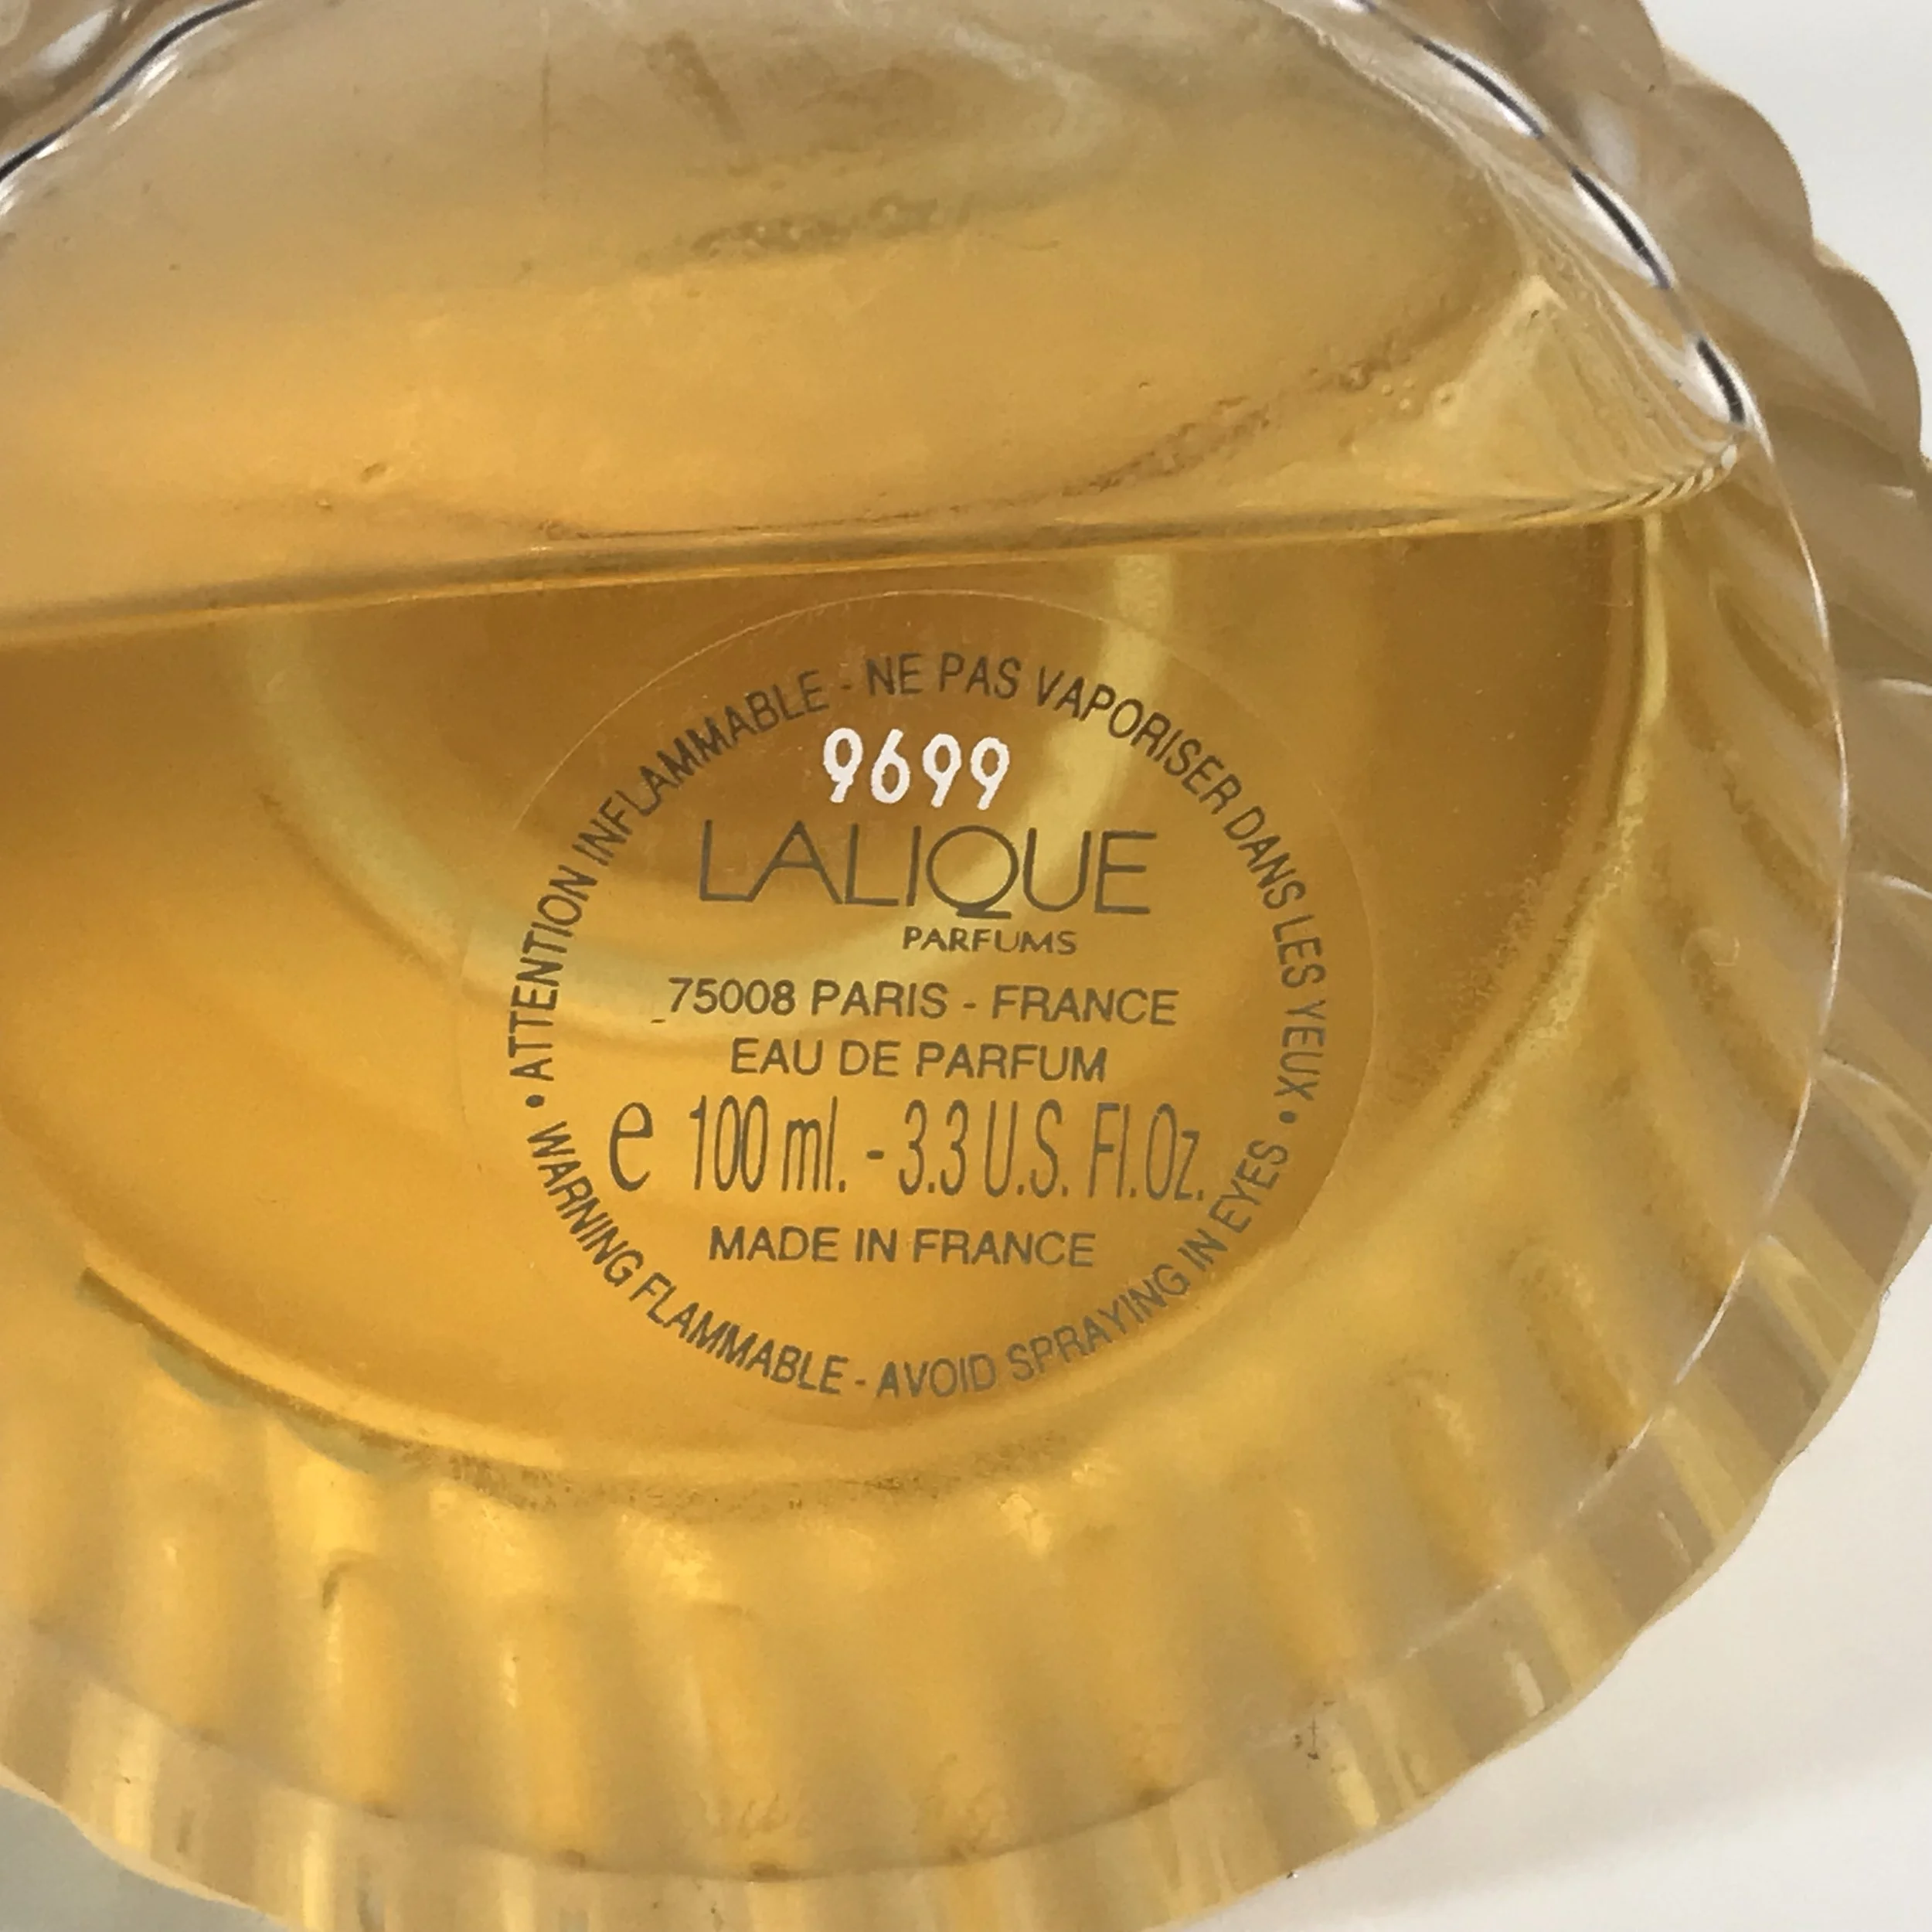 • ATTENTION INFLAMMABLE - NE PAS VAPORISER DANS LES YEUX •
9699
LALIQUE
PARFUMS
75008 PARIS - FRANCE
EAU DE PARFUM
e 100 ml. - 3.3 U.S. Fl.Oz.
MADE IN FRANCE
WARNING FLAMMABLE - AVOID SPRAYING IN EYES